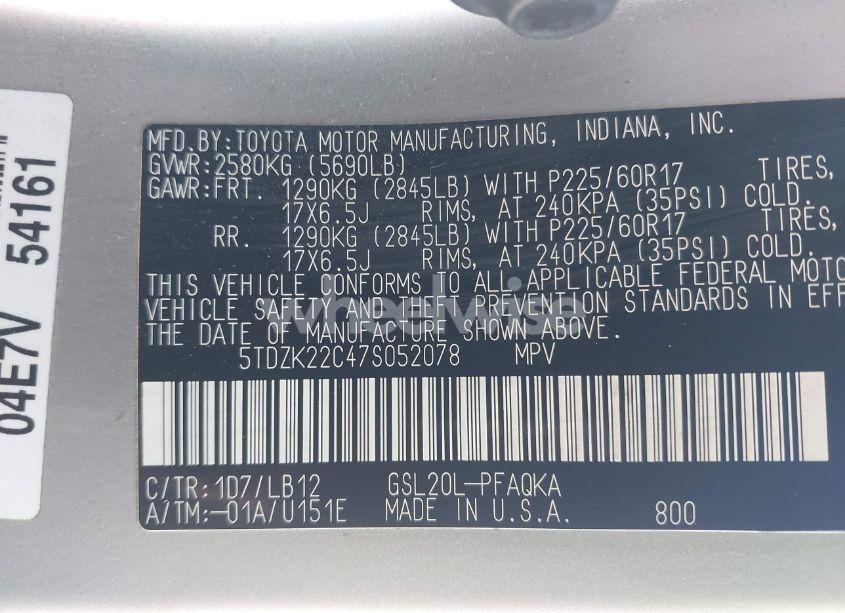 MFD.BY:TOYOTA MOTOR MANUFACTURING, INDIANA, INC.
GVWR:2580KG (5690LB)
GAWR:FRT. 1290KG (2845LB) WITH P225/60R17 TIRES,
17X6.5J RIMS, AT 240KPA (35PSI) COLD.
RR. 1290KG (2845LB) WITH P225/60R17 TIRES,
17X6.5J RIMS, AT 240KPA (35PSI) COLD.
THIS VEHICLE CONFORMS TO ALL APPLICABLE FEDERAL MOTO
VEHICLE SAFETY AND THEFT PREVENTION STANDARDS IN EFF
THE DATE OF MANUFACTURE SHOWN ABOVE.
5TDZK22C47S052078 MPV
C/TR:1D7/LB12 GSL20L-PFAQKA
A/TM:-01A/U151E MADE IN U.S.A. 800
04E7V 54161
wheelwise